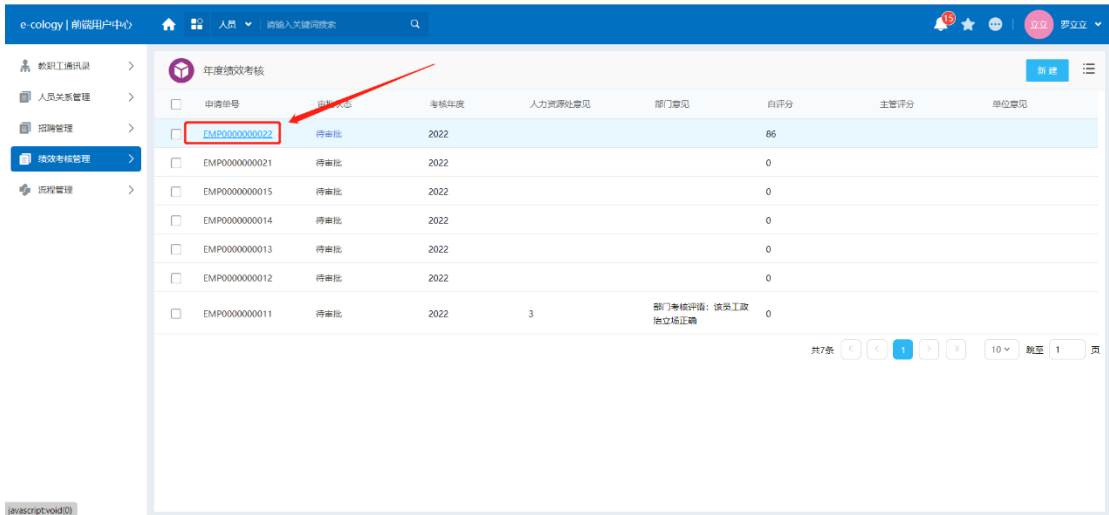 e-cology | 前端用户中心 人员 请输入关键词搜索 15 立立 罗立立
教职工通讯录
人员关系管理
招聘管理
绩效考核管理
流程管理
年度绩效考核 新建
申请单号 审批状态 考核年度 人力资源处意见 部门意见 自评分 主管评分 单位意见
EMP0000000022 待审批 2022 86
EMP0000000021 待审批 2022 0
EMP0000000015 待审批 2022 0
EMP0000000014 待审批 2022 0
EMP0000000013 待审批 2022 0
EMP0000000012 待审批 2022 0
EMP0000000011 待审批 2022 3 部门考核评语：该员工政 0
治立场正确
共7条 1 10 跳至 1 页
javascript:void(0)